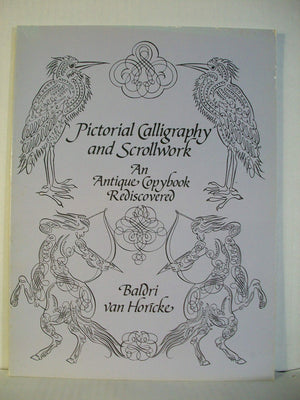 Pictorial Calligraphy
and Scrollwork
An
Antique Copybook
Rediscovered
Baldri
van Horicke